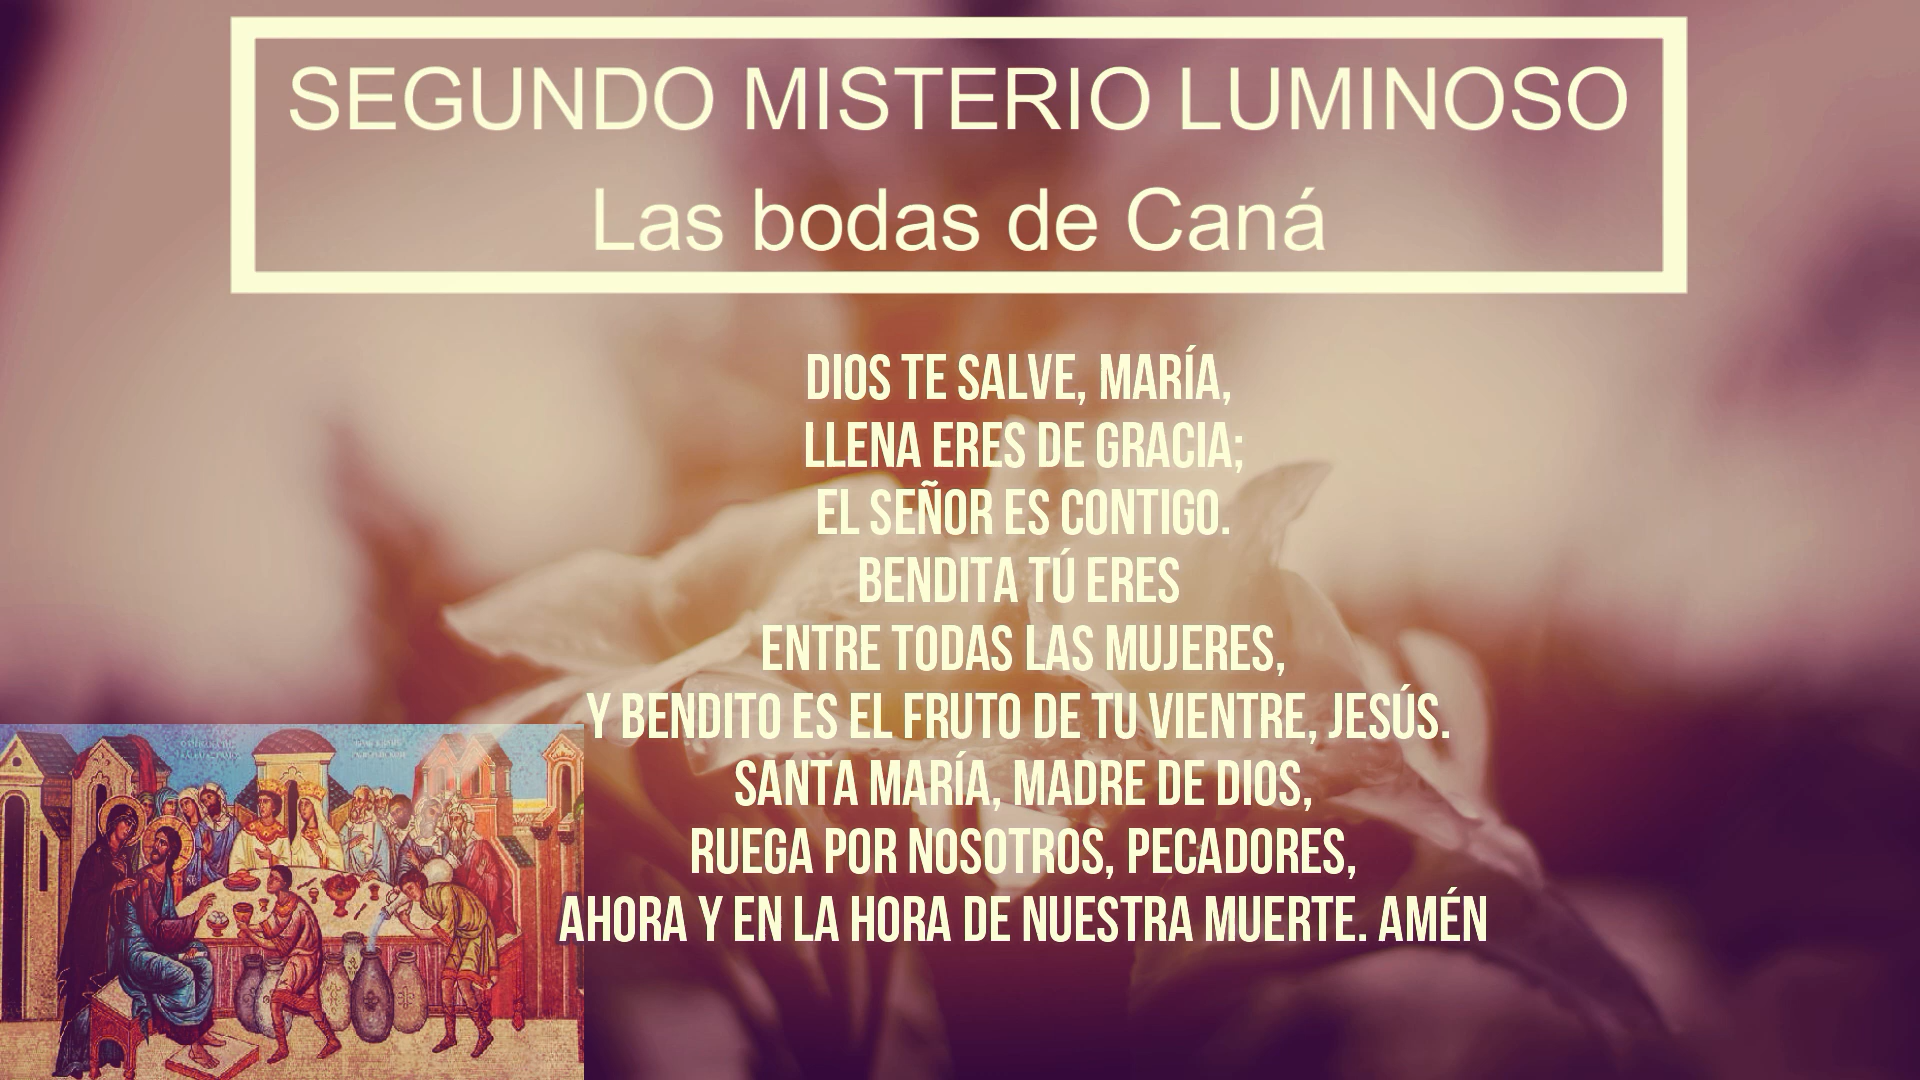 SEGUNDO MISTERIO LUMINOSO
Las bodas de Caná
DIOS TE SALVE, MARÍA,
LLENA ERES DE GRACIA;
EL SEÑOR ES CONTIGO.
BENDITA TÚ ERES
ENTRE TODAS LAS MUJERES,
Y BENDITO ES EL FRUTO DE TU VIENTRE, JESÚS.
SANTA MARÍA, MADRE DE DIOS,
RUEGA POR NOSOTROS, PECADORES,
AHORA Y EN LA HORA DE NUESTRA MUERTE. AMÉN